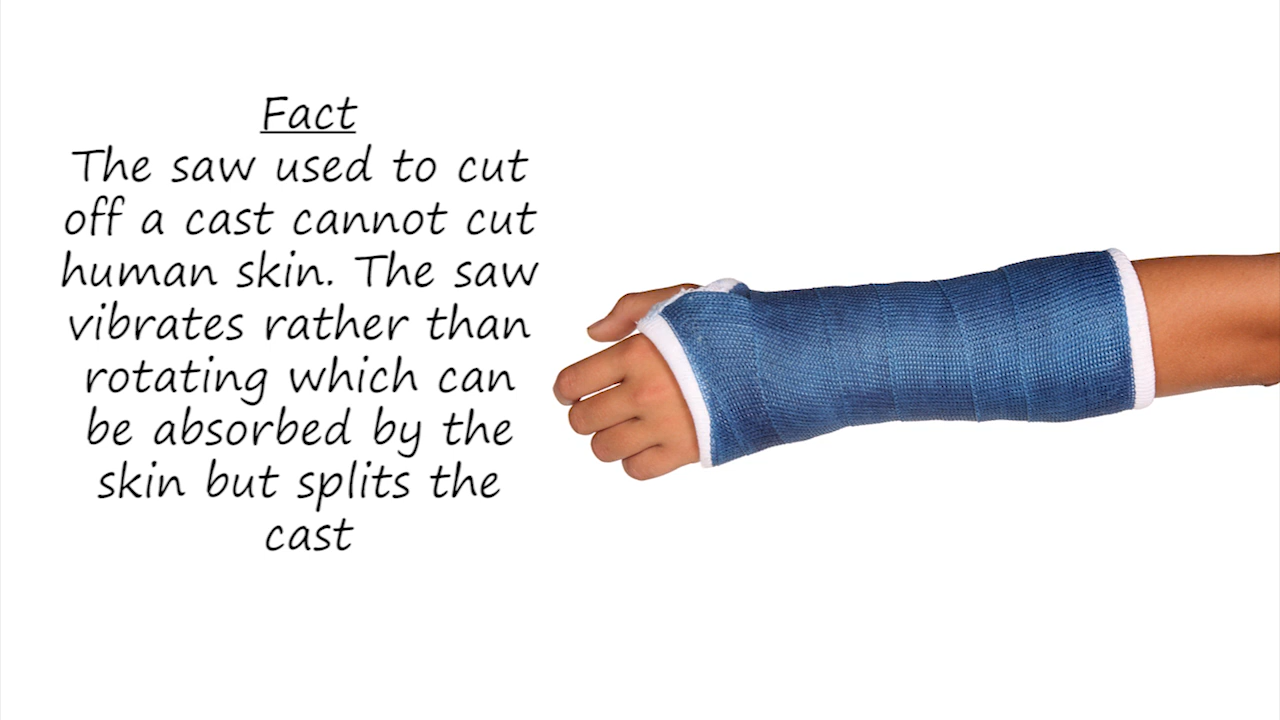 Fact
The saw used to cut
off a cast cannot cut
human skin. The saw
vibrates rather than
rotating which can
be absorbed by the
skin but splits the
cast